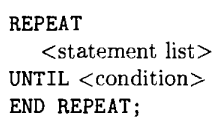 REPEAT
<statement list>
UNTIL <condition>
END REPEAT;